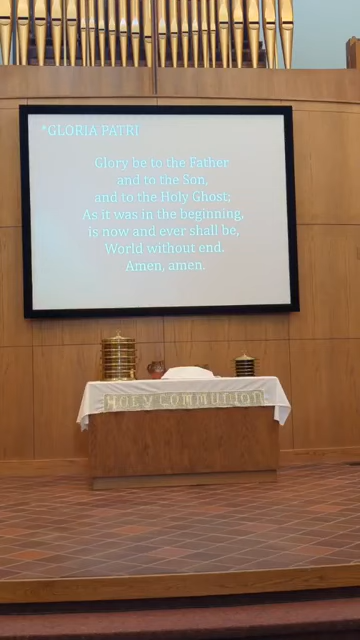 *GLORIA PATRI
Glory be to the Father
and to the Son,
and to the Holy Ghost;
As it was in the beginning,
is now and ever shall be,
World without end.
Amen, amen.
HOLY COMMUNION